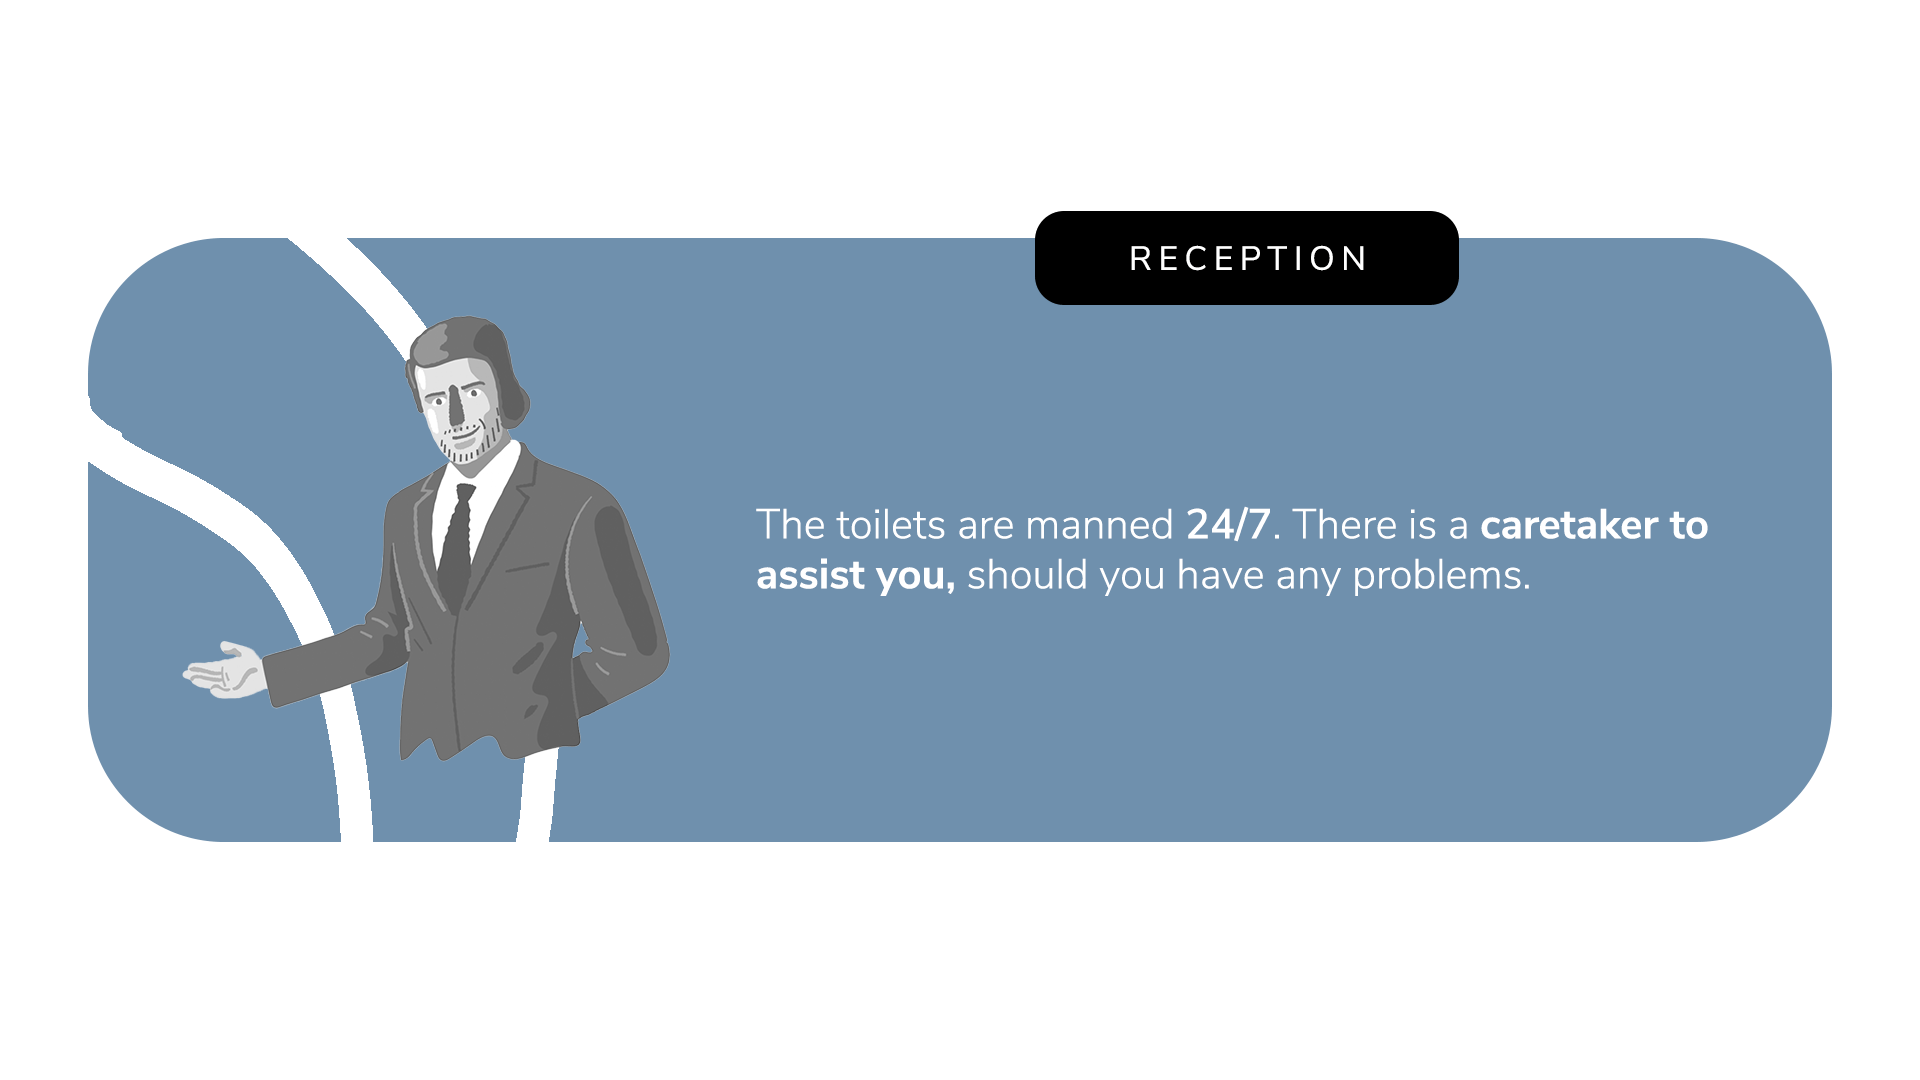 RECEPTION
The toilets are manned 24/7. There is a caretaker to
assist you, should you have any problems.